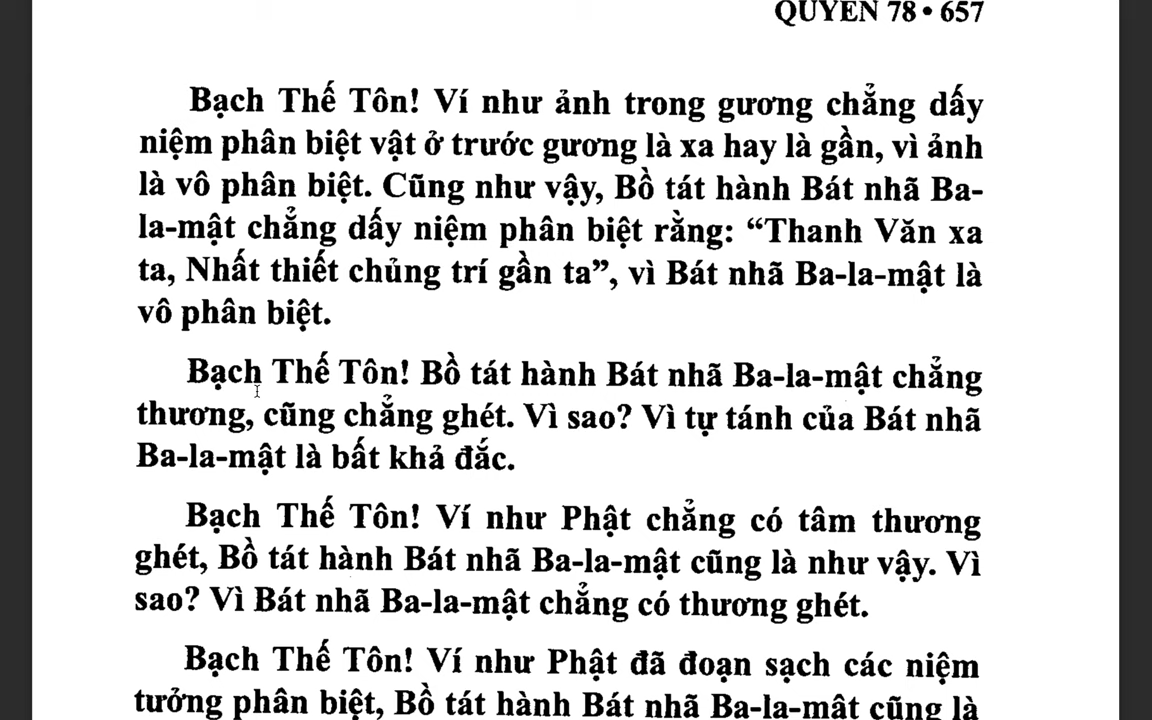 QUYỂN 78 • 657
Bạch Thế Tôn! Ví như ảnh trong gương chẳng dấy
niệm phân biệt vật ở trước gương là xa hay là gần, vì ảnh
là vô phân biệt. Cũng như vậy, Bồ tát hành Bát nhã Ba-
la-mật chẳng dấy niệm phân biệt rằng: “Thanh Văn xa
ta, Nhất thiết chủng trí gần ta”, vì Bát nhã Ba-la-mật là
vô phân biệt.
Bạch Thế Tôn! Bồ tát hành Bát nhã Ba-la-mật chẳng
thương, cũng chẳng ghét. Vì sao? Vì tự tánh của Bát nhã
Ba-la-mật là bất khả đắc.
Bạch Thế Tôn! Ví như Phật chẳng có tâm thương
ghét, Bồ tát hành Bát nhã Ba-la-mật cũng là như vậy. Vì
sao? Vì Bát nhã Ba-la-mật chẳng có thương ghét.
Bạch Thế Tôn! Ví như Phật đã đoạn sạch các niệm
tưởng phân biệt, Bồ tát hành Bát nhã Ba-la-mật cũng là